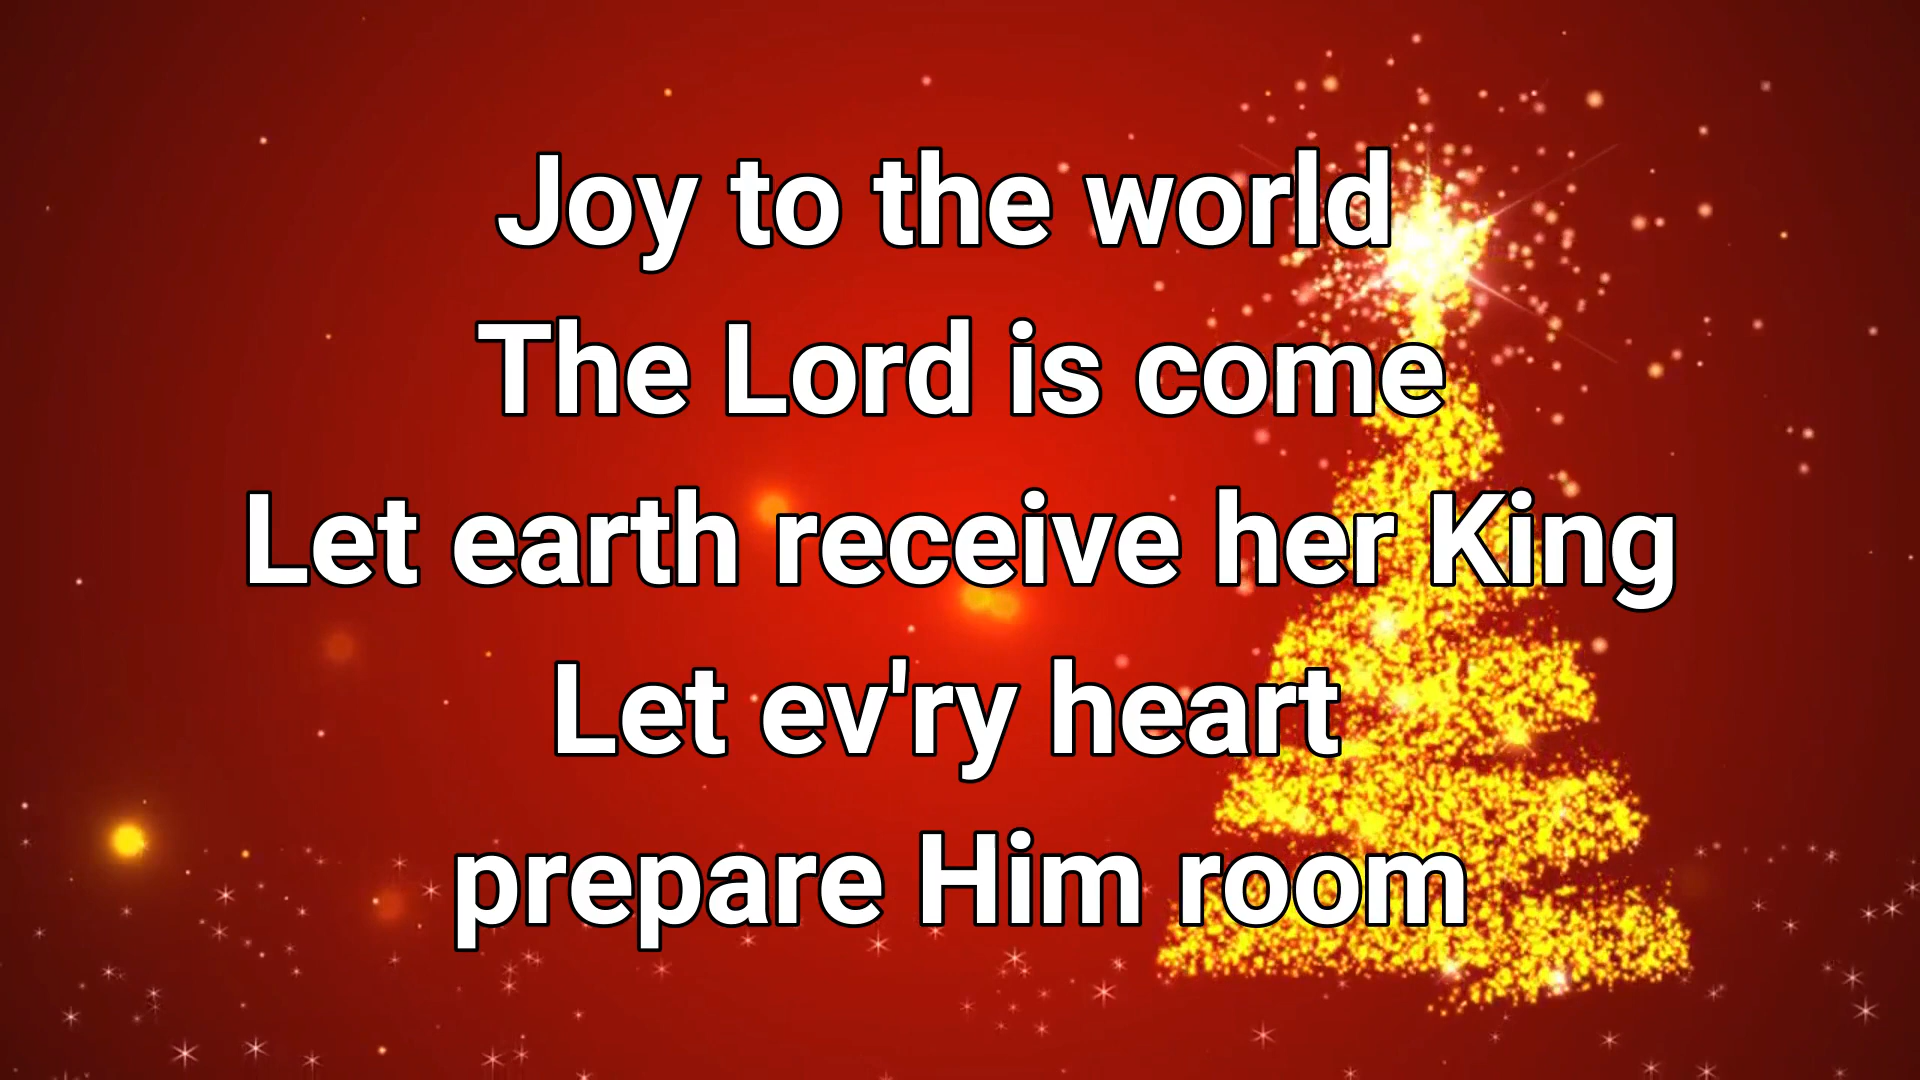 Joy to the world
The Lord is come
Let earth receive her King
Let ev'ry heart
prepare Him room